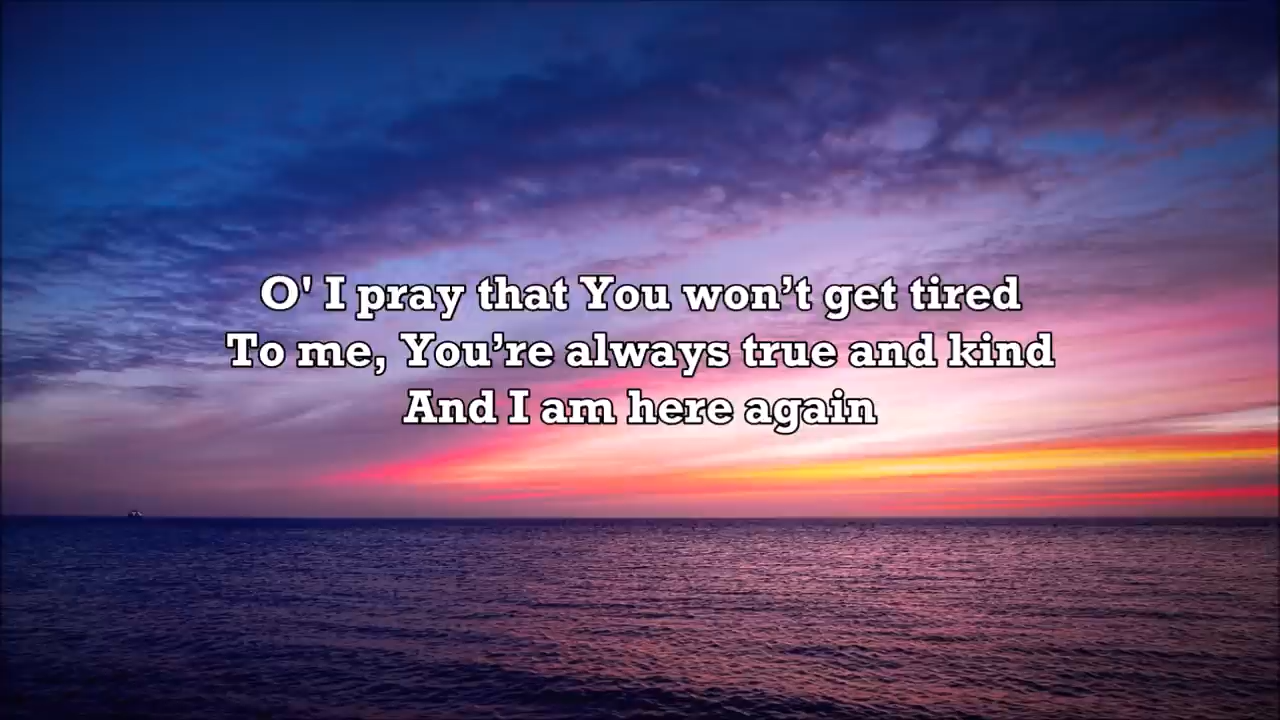 O' I pray that You won’t get tired
To me, You’re always true and kind
And I am here again